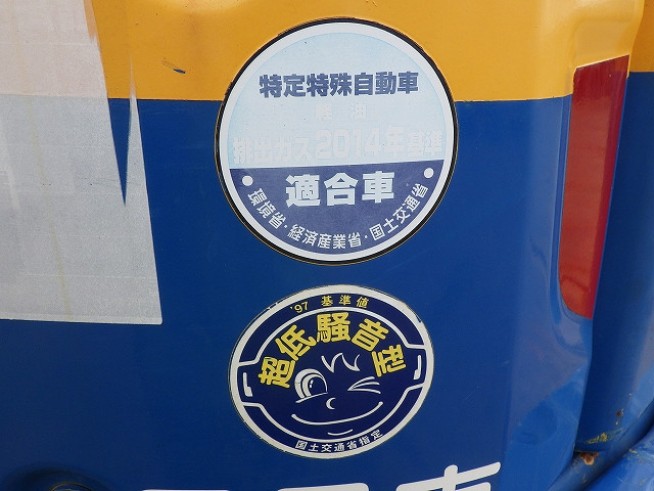 特定特殊自動車
軽油
排出ガス2014年基準
適合車
・環境省・経済産業省・国土交通省・
'97 基準値
超低騒音型
国土交通省指定